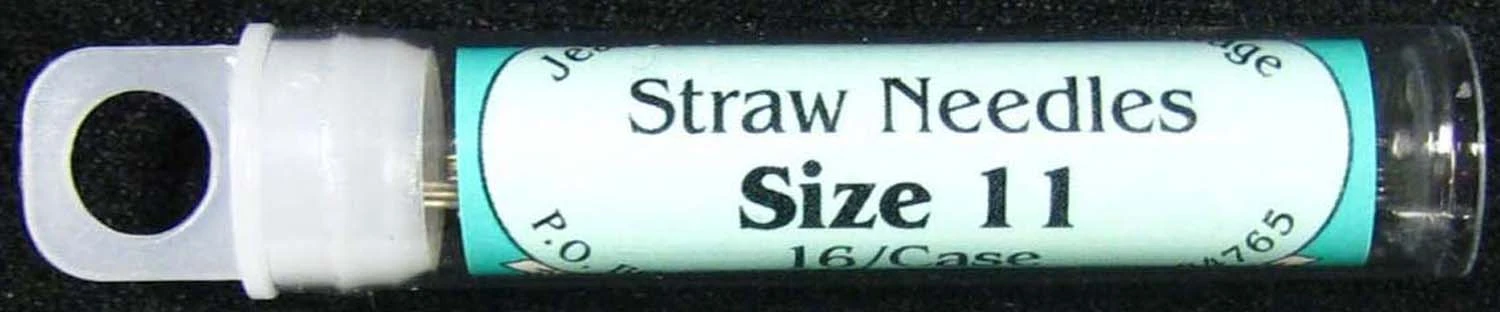 Straw Needles
Size 11
16/Case
P.O.